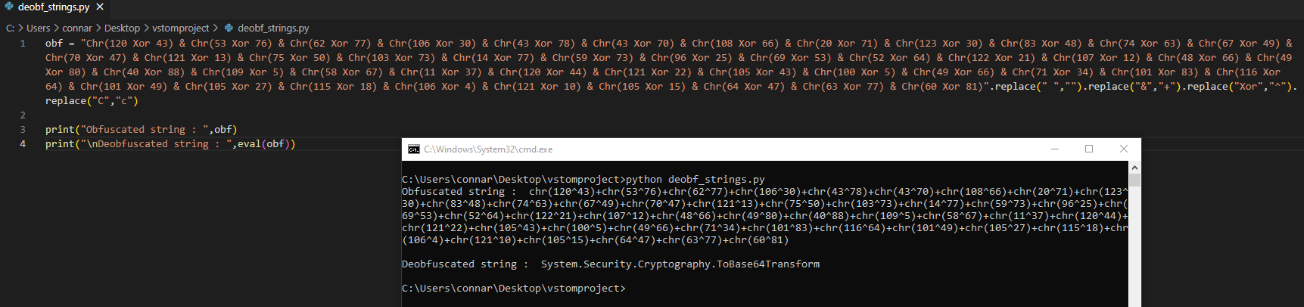 deobf_strings.py
C: > Users > connar > Desktop > vstomproject > deobf_strings.py
1 obf = "Chr(120 Xor 43) & Chr(53 Xor 76) & Chr(62 Xor 77) & Chr(106 Xor 30) & Chr(43 Xor 78) & Chr(43 Xor 70) & Chr(108 Xor 66) & Chr(20 Xor 71) & Chr(123 Xor 30) & Chr(83 Xor 48) & Chr(74 Xor 63) & Chr(67 Xor 49) &
Chr(70 Xor 47) & Chr(121 Xor 13) & Chr(75 Xor 50) & Chr(103 Xor 73) & Chr(14 Xor 77) & Chr(59 Xor 73) & Chr(96 Xor 25) & Chr(69 Xor 53) & Chr(52 Xor 64) & Chr(122 Xor 21) & Chr(107 Xor 12) & Chr(48 Xor 66) & Chr(49
Xor 80) & Chr(40 Xor 88) & Chr(109 Xor 5) & Chr(58 Xor 67) & Chr(11 Xor 37) & Chr(120 Xor 44) & Chr(121 Xor 22) & Chr(105 Xor 43) & Chr(100 Xor 5) & Chr(49 Xor 66) & Chr(71 Xor 34) & Chr(101 Xor 83) & Chr(116 Xor
64) & Chr(101 Xor 49) & Chr(105 Xor 27) & Chr(115 Xor 18) & Chr(106 Xor 4) & Chr(121 Xor 10) & Chr(105 Xor 15) & Chr(64 Xor 47) & Chr(63 Xor 77) & Chr(60 Xor 81)".replace(" ","").replace("&","+").replace("Xor","^").
replace("C","c")
2
3 print("Obfuscated string : ",obf)
4 print("\nDeobfuscated string : ",eval(obf))
C:\Windows\System32\cmd.exe
C:\Users\connar\Desktop\vstomproject>python deobf_strings.py
Obfuscated string :  chr(120^43)+chr(53^76)+chr(62^77)+chr(106^30)+chr(43^78)+chr(43^70)+chr(108^66)+chr(20^71)+chr(123^
30)+chr(83^48)+chr(74^63)+chr(67^49)+chr(70^47)+chr(121^13)+chr(75^50)+chr(103^73)+chr(14^77)+chr(59^73)+chr(96^25)+chr(
69^53)+chr(52^64)+chr(122^21)+chr(107^12)+chr(48^66)+chr(49^80)+chr(40^88)+chr(109^5)+chr(58^67)+chr(11^37)+chr(120^44)+
chr(121^22)+chr(105^43)+chr(100^5)+chr(49^66)+chr(71^34)+chr(101^83)+chr(116^64)+chr(101^49)+chr(105^27)+chr(115^18)+chr
(106^4)+chr(121^10)+chr(105^15)+chr(64^47)+chr(63^77)+chr(60^81)
Deobfuscated string :  System.Security.Cryptography.ToBase64Transform
C:\Users\connar\Desktop\vstomproject>